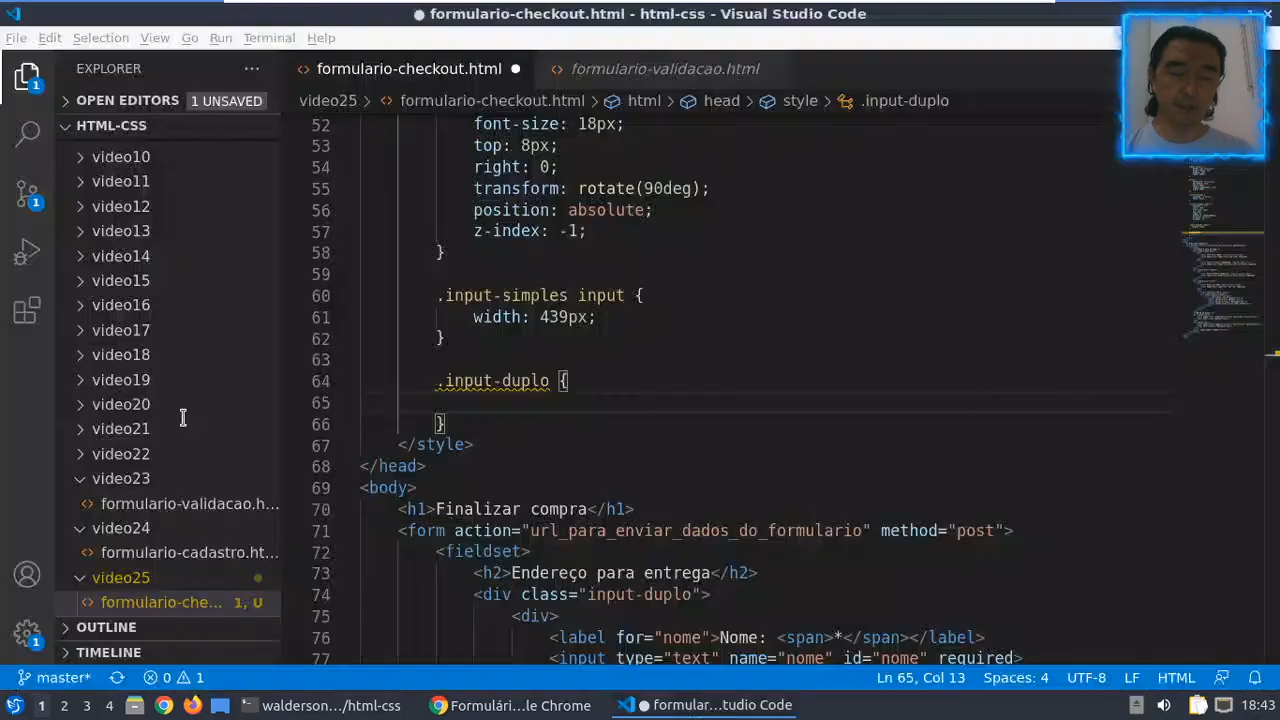 formulario-checkout.html - html-css - Visual Studio Code
File Edit Selection View Go Run Terminal Help
EXPLORER
formulario-checkout.html
formulario-validacao.html
OPEN EDITORS 1 UNSAVED
video25 > formulario-checkout.html > html > head > style > .input-duplo
HTML-CSS
video10
video11
video12
video13
video14
video15
video16
video17
video18
video19
video20
video21
video22
video23
formulario-validacao.h...
video24
formulario-cadastro.ht...
video25
formulario-che... 1, U
OUTLINE
TIMELINE
52 font-size: 18px;
53 top: 8px;
54 right: 0;
55 transform: rotate(90deg);
56 position: absolute;
57 z-index: -1;
58 }
59
60 .input-simples input {
61 width: 439px;
62 }
63
64 .input-duplo {
65
66 }
67 </style>
68 </head>
69 <body>
70 <h1>Finalizar compra</h1>
71 <form action="url_para_enviar_dados_do_formulario" method="post">
72 <fieldset>
73 <h2>Endereço para entrega</h2>
74 <div class="input-duplo">
75 <div>
76 <label for="nome">Nome: <span>*</span></label>
77 <input type="text" name="nome" id="nome" required>
1
1
1
master* 0 1 Ln 65, Col 13 Spaces: 4 UTF-8 LF HTML
1 2 3 4 walderson.../html-css Formulári...le Chrome formular...tudio Code 18:43